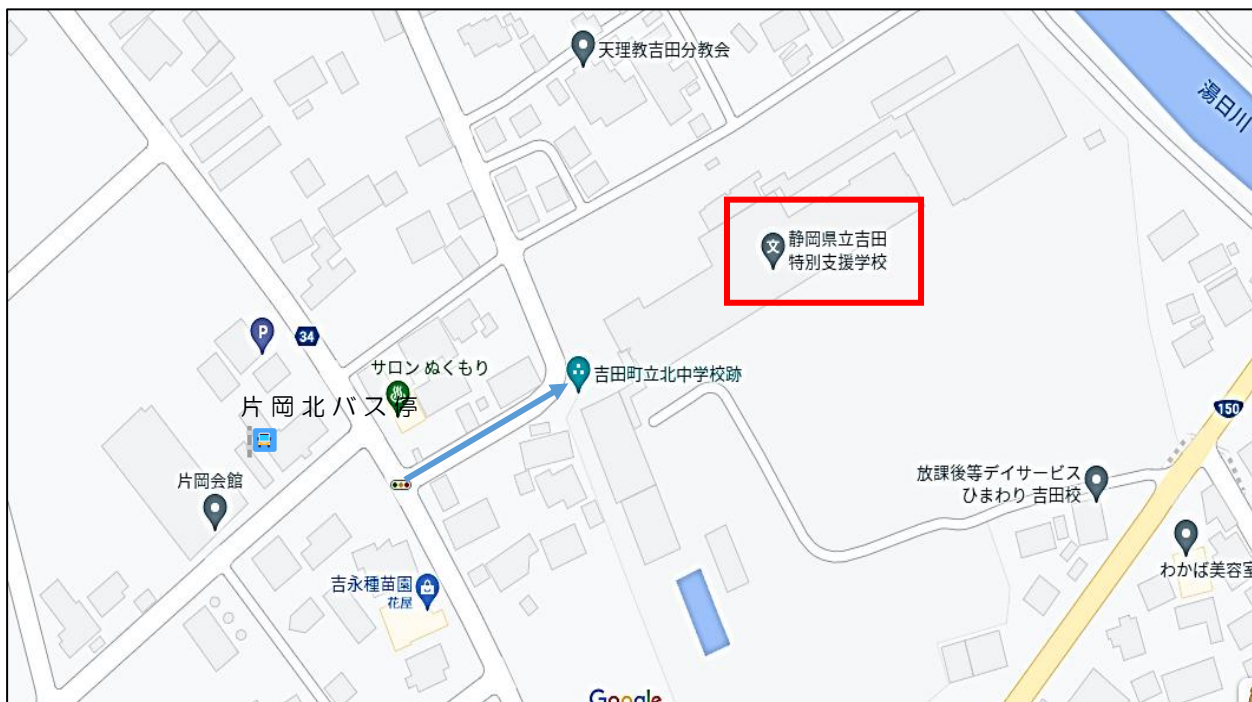 天理教吉田分教会
湯日川
静岡県立吉田
特別支援学校
文
P
34
サロン ぬくもり
吉田町立北中学校跡
片岡北バス停
150
片岡会館
放課後等デイサービス
ひまわり 吉田校
わかば美容室
吉永種苗園
花屋
Google